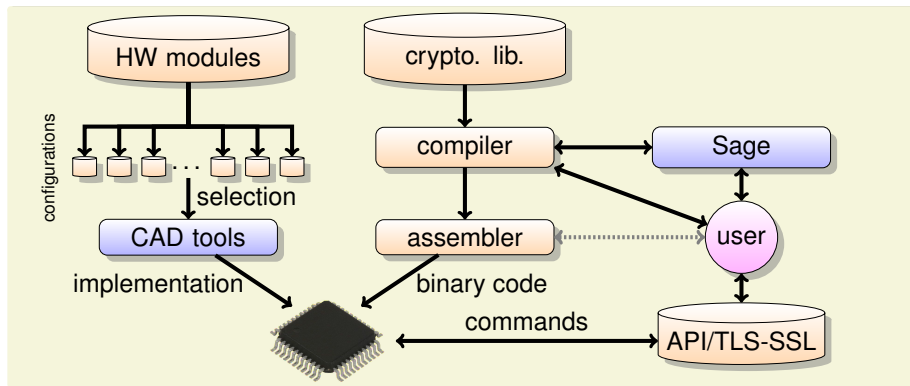 HW modules
crypto. lib.
configurations
compiler
Sage
...
selection
CAD tools
assembler
user
implementation
binary code
commands
API/TLS-SSL